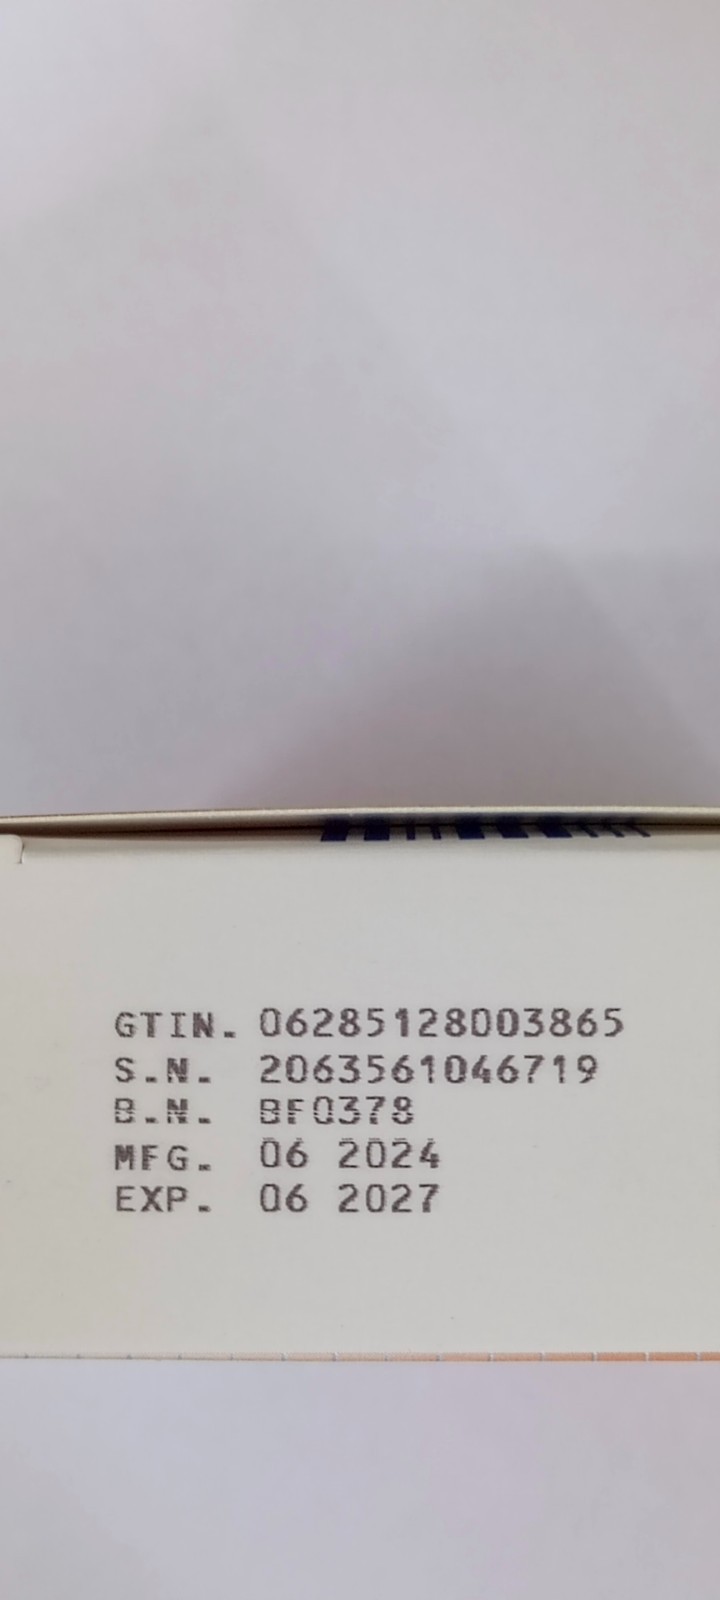 GTIN. 06285128003865
S.N. 2063561046719
B.N. BF0378
MFG. 06 2024
EXP. 06 2027